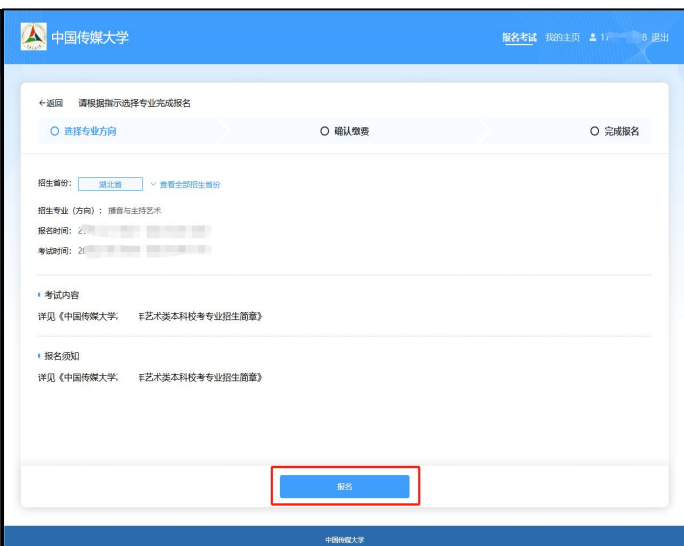 中国传媒大学
报名考试 我的主页 17 8 退出
←返回 请根据指示选择专业完成报名
选择专业方向 确认缴费 完成报名
招生省份： 湖北省 查看全部招生省份
招生专业（方向）：播音与主持艺术
报名时间：2
考试时间：20
考试内容
详见《中国传媒大学 年艺术类本科校考专业招生简章》
报名须知
详见《中国传媒大学 年艺术类本科校考专业招生简章》
报名
中国传媒大学